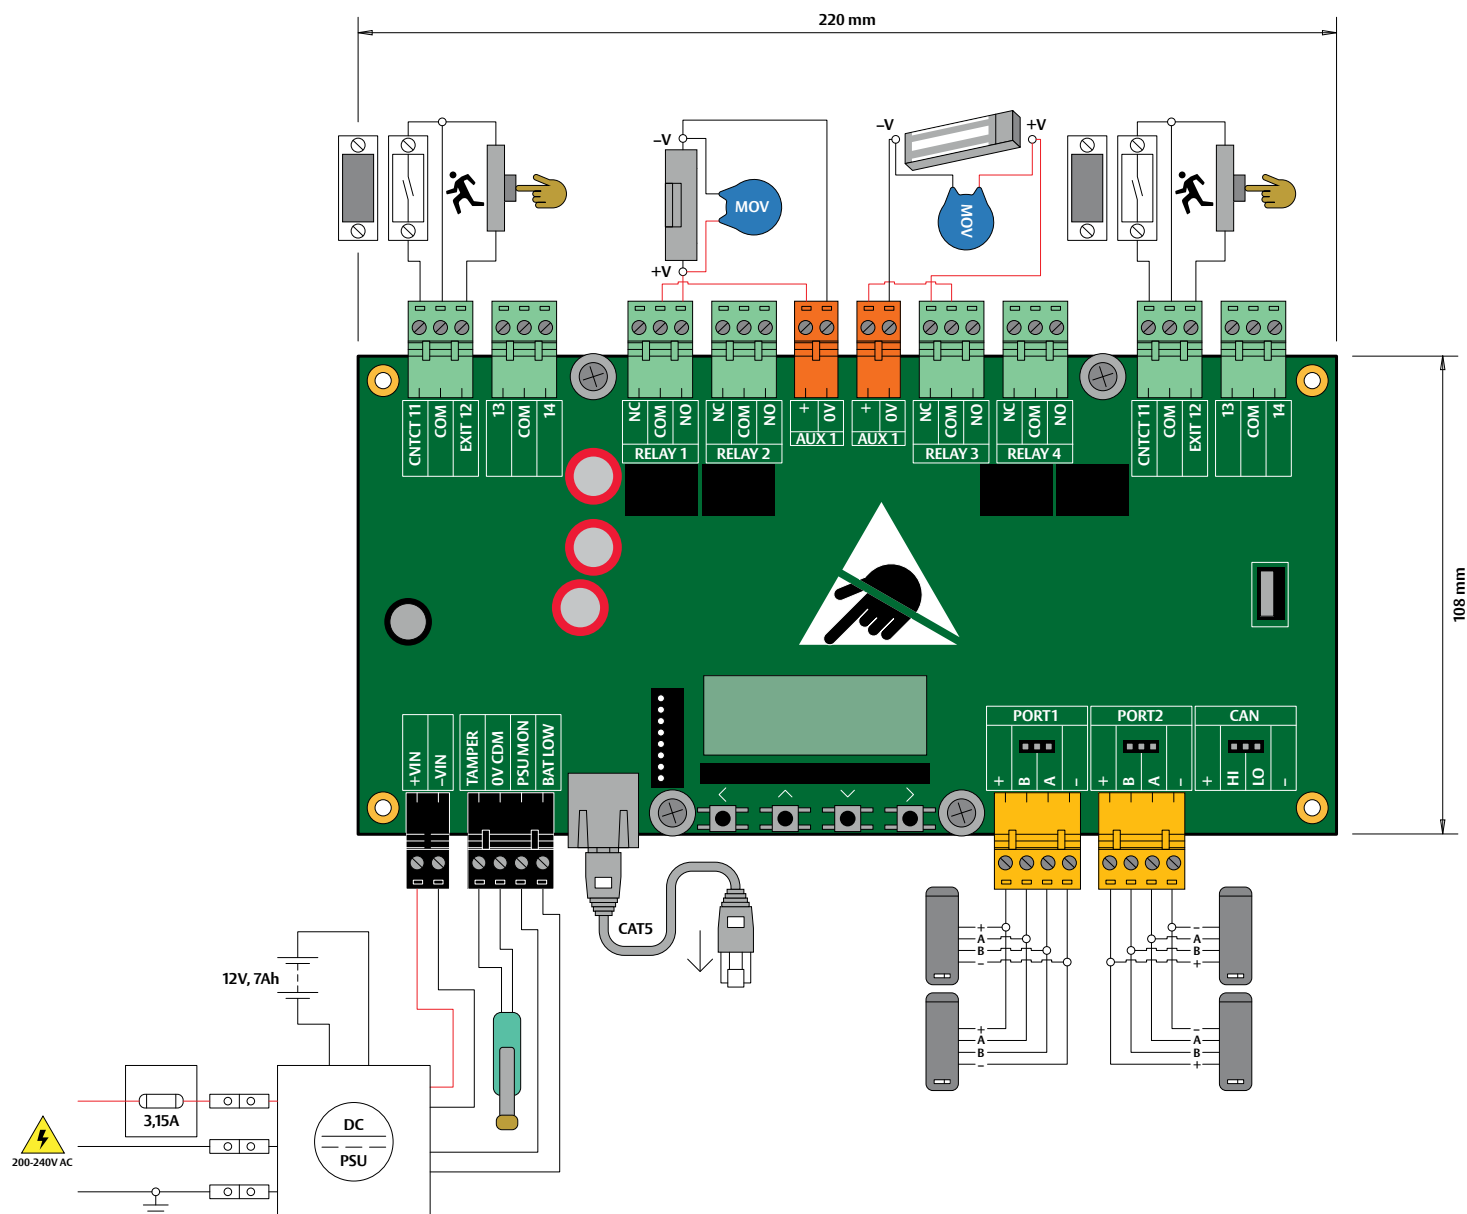 220 mm
–V
+V
MOV
–V
+V
MOV
CNTCT 11
COM
EXIT 12
13
COM
14
NC
COM
NO
RELAY 1
NC
COM
NO
RELAY 2
+
0V
AUX 1
+
0V
AUX 1
NC
COM
NO
RELAY 3
NC
COM
NO
RELAY 4
CNTCT 11
COM
EXIT 12
13
COM
14
108 mm
+VIN
–VIN
TAMPER
0V CDM
PSU MON
BAT LOW
PORT1
+
B
A
–
PORT2
+
B
A
–
CAN
+
HI
LO
–
CAT5
+
A
B
–
–
A
B
+
+
A
B
–
–
A
B
+
12V, 7Ah
3,15A
DC
PSU
200-240V AC